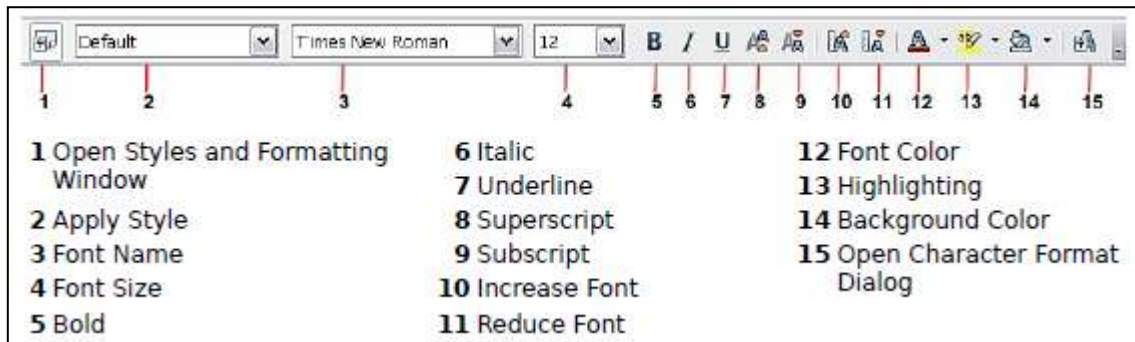 Default Times New Roman 12 B I U
1 2 3 4 5 6 7 8 9 10 11 12 13 14 15
1 Open Styles and Formatting
Window
2 Apply Style
3 Font Name
4 Font Size
5 Bold
6 Italic
7 Underline
8 Superscript
9 Subscript
10 Increase Font
11 Reduce Font
12 Font Color
13 Highlighting
14 Background Color
15 Open Character Format
Dialog